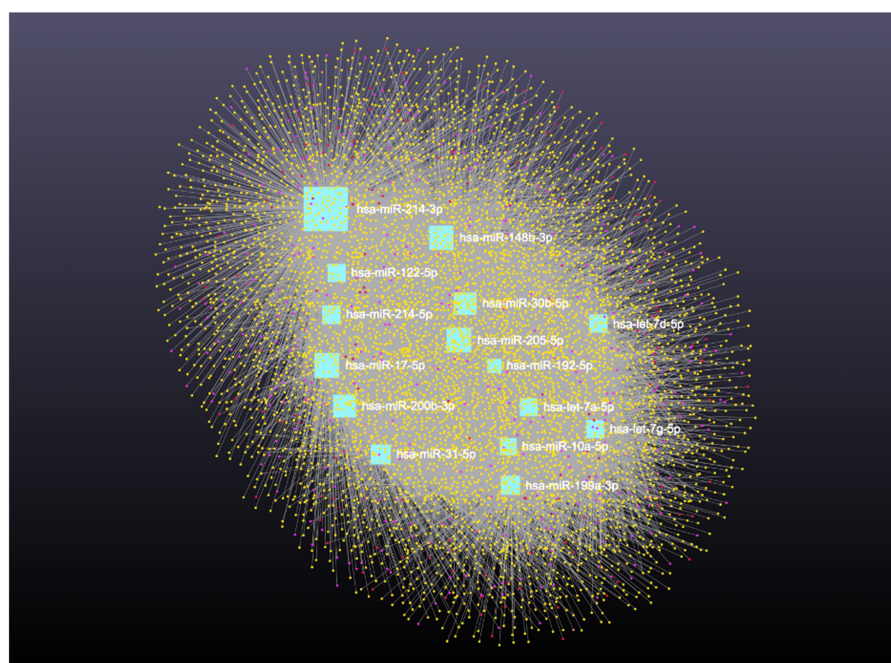 hsa-miR-214-3p
hsa-miR-148b-3p
hsa-miR-122-5p
hsa-miR-30b-5p
hsa-miR-214-5p
hsa-let-7d-5p
hsa-miR-205-5p
hsa-miR-17-5p
hsa-miR-192-5p
hsa-miR-200b-3p
hsa-let-7a-5p
hsa-let-7g-5p
hsa-miR-10a-5p
hsa-miR-31-5p
hsa-miR-199a-3p